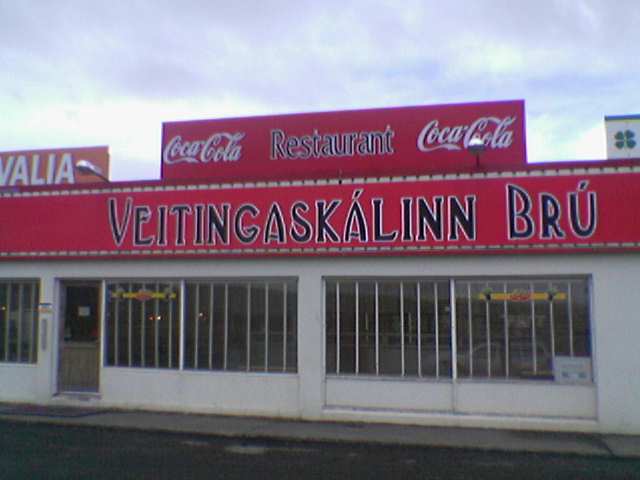 Coca-Cola Restaurant Coca-Cola
VALIA
VEITINGASKÁLINN BRÚ